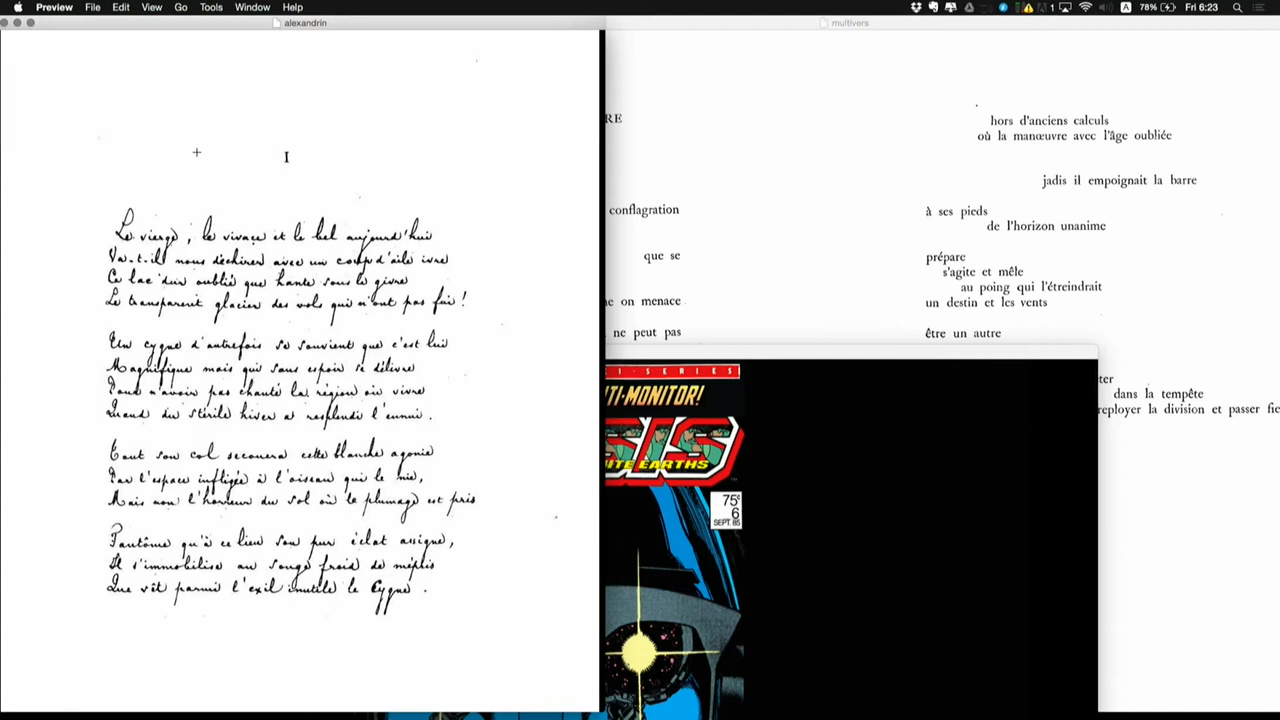 Preview File Edit View Go Tools Window Help
1
A
78%
Fri 6:23
alexandrin
multivers
+ I
Le vierge, le vivace et le bel aujourd'hui
Va-t-il nous déchirer avec un coup d'aile ivre
Ce lac dur oublié que hante sous le givre
Le transparent glacier des vols qui n'ont pas fui !
Un cygne d'autrefois se souvient que c'est lui
Magnifique mais qui sans espoir se délivre
Pour n'avoir pas chanté la région où vivre
Quand du stérile hiver a resplendi l'ennui.
Tout son col secouera cette blanche agonie
Par l'espace infligée à l'oiseau qui le nie,
Mais non l'horreur du sol où le plumage est pris
Fantôme qu'à ce lieu son pur éclat assigne,
Il s'immobilise au songe froid de mépris
Que vêt parmi l'exil inutile le Cygne.
RE
conflagration
que se
e on menace
ne peut pas
hors d'anciens calculs
où la manœuvre avec l'âge oubliée
jadis il empoignait la barre
à ses pieds
de l'horizon unanime
prépare
s'agite et mêle
au poing qui l'étreindrait
un destin et les vents
être un autre
ter
dans la tempête
reployer la division et passer fie
I-SERIES
TI-MONITOR!
SIS
ITE EARTHS
75¢
6
SEPT. 85